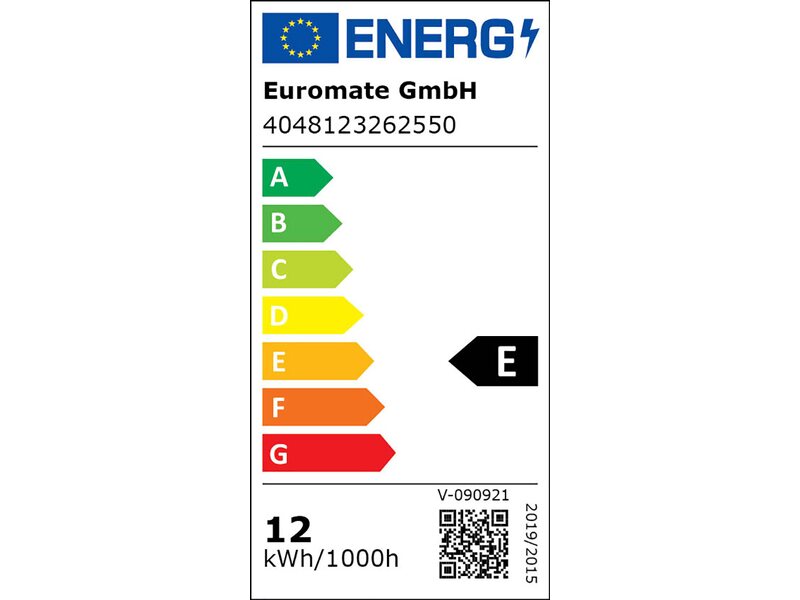 ENERG
Euromate GmbH
4048123262550
A
B
C
D
E
E
F
G
V-090921
12
kWh/1000h
2019/2015